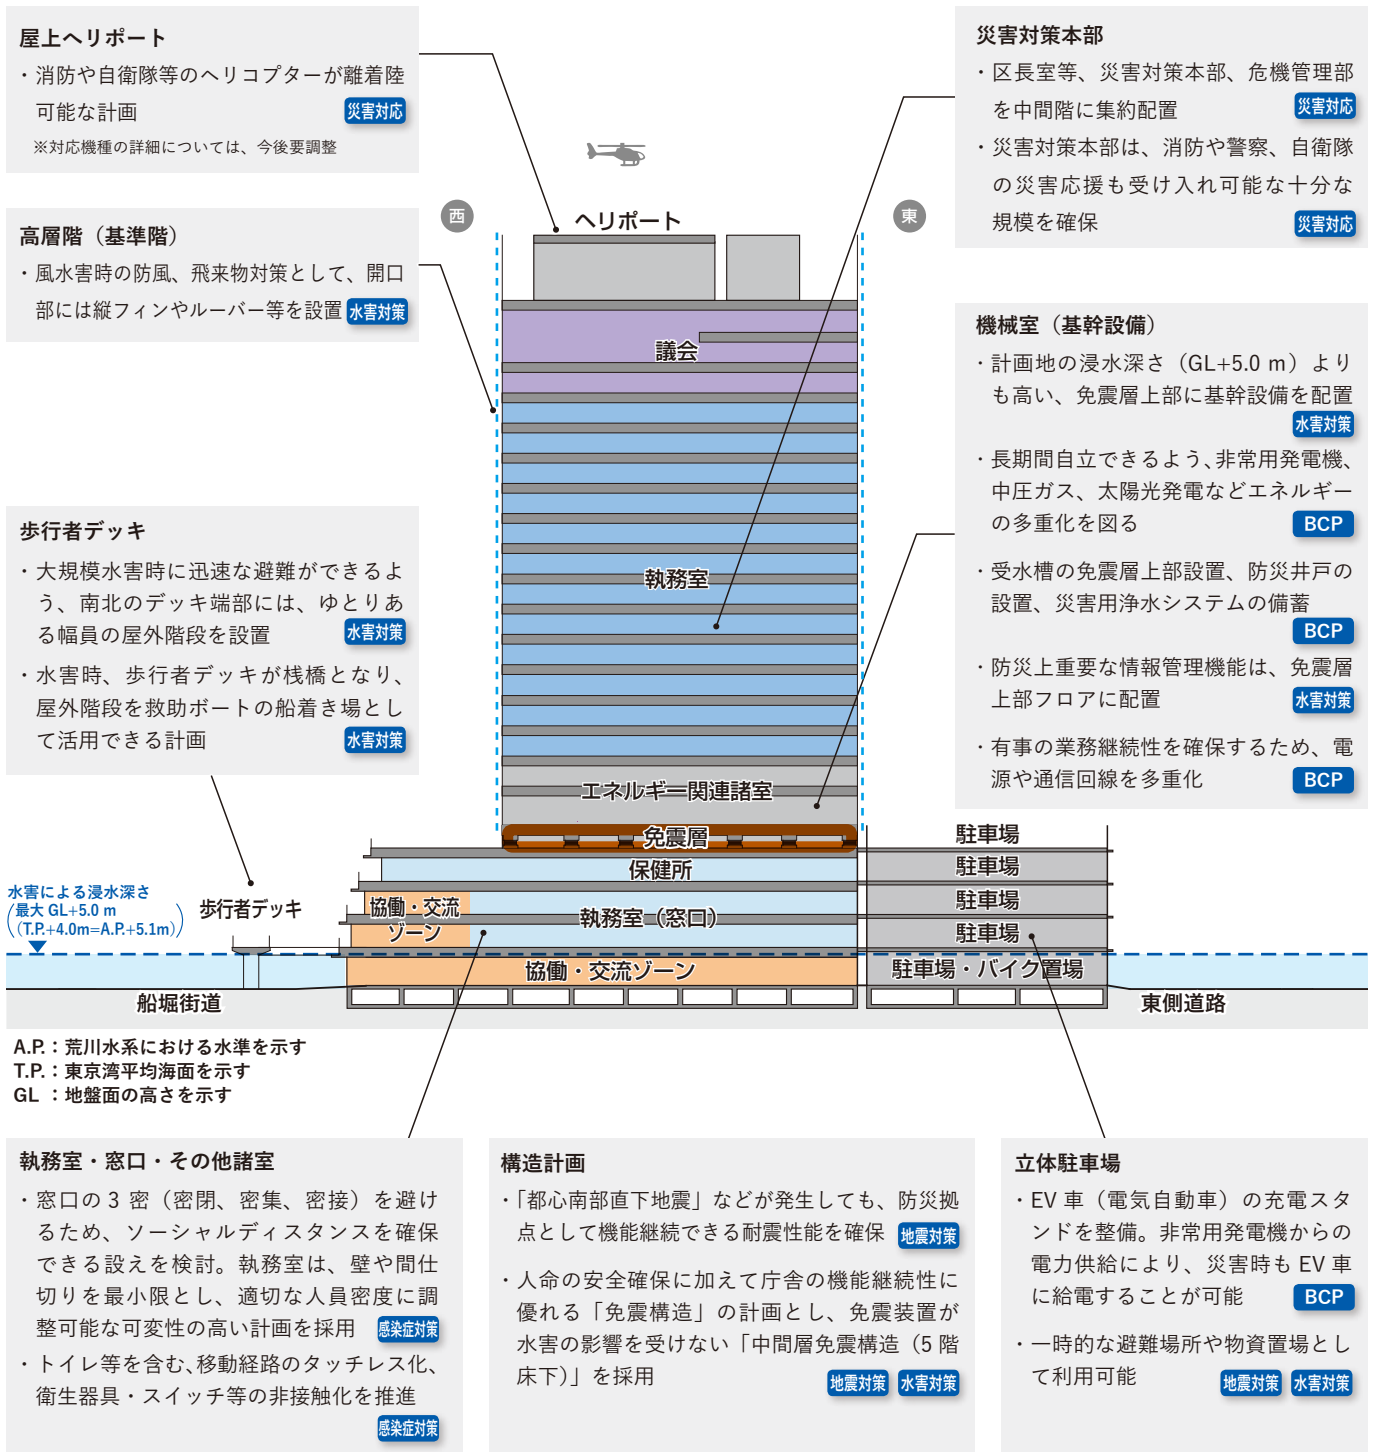 屋上ヘリポート
・消防や自衛隊等のヘリコプターが離着陸
可能な計画 災害対応
※対応機種の詳細については、今後要調整
高層階（基準階）
・風水害時の防風、飛来物対策として、開口
部には縦フィンやルーバー等を設置 水害対策
歩行者デッキ
・大規模水害時に迅速な避難ができるよ
う、南北のデッキ端部には、ゆとりあ
る幅員の屋外階段を設置 水害対策
・水害時、歩行者デッキが桟橋となり、
屋外階段を救助ボートの船着き場とし
て活用できる計画 水害対策
災害対策本部
・区長室等、災害対策本部、危機管理部
を中間階に集約配置 災害対応
・災害対策本部は、消防や警察、自衛隊
の災害応援も受け入れ可能な十分な
規模を確保 災害対応
機械室（基幹設備）
・計画地の浸水深さ（GL+5.0 m）より
も高い、免震層上部に基幹設備を配置
水害対策
・長期間自立できるよう、非常用発電機、
中圧ガス、太陽光発電などエネルギー
の多重化を図る BCP
・受水槽の免震層上部設置、防災井戸の
設置、災害用浄水システムの備蓄
BCP
・防災上重要な情報管理機能は、免震層
上部フロアに配置 水害対策
・有事の業務継続性を確保するため、電
源や通信回線を多重化 BCP
西
東
ヘリポート
議会
執務室
エネルギー関連諸室
免震層
保健所
協働・交流
ゾーン
執務室（窓口）
協働・交流ゾーン
駐車場
駐車場
駐車場
駐車場
駐車場・バイク置場
水害による浸水深さ
最大 GL+5.0 m
(T.P.+4.0m=A.P.+5.1m)
歩行者デッキ
船堀街道
東側道路
A.P.：荒川水系における水準を示す
T.P.：東京湾平均海面を示す
GL ：地盤面の高さを示す
執務室・窓口・その他諸室
・窓口の 3 密（密閉、密集、密接）を避け
るため、ソーシャルディスタンスを確保
できる設えを検討。執務室は、壁や間仕
切りを最小限とし、適切な人員密度に調
整可能な可変性の高い計画を採用 感染症対策
・トイレ等を含む、移動経路のタッチレス化、
衛生器具・スイッチ等の非接触化を推進
感染症対策
構造計画
・「都心南部直下地震」などが発生しても、防災拠
点として機能継続できる耐震性能を確保 地震対策
・人命の安全確保に加えて庁舎の機能継続性に
優れる「免震構造」の計画とし、免震装置が
水害の影響を受けない「中間層免震構造（5 階
床下）」を採用 地震対策 水害対策
立体駐車場
・EV 車（電気自動車）の充電スタ
ンドを整備。非常用発電機からの
電力供給により、災害時も EV 車
に給電することが可能 BCP
・一時的な避難場所や物資置場とし
て利用可能 地震対策 水害対策